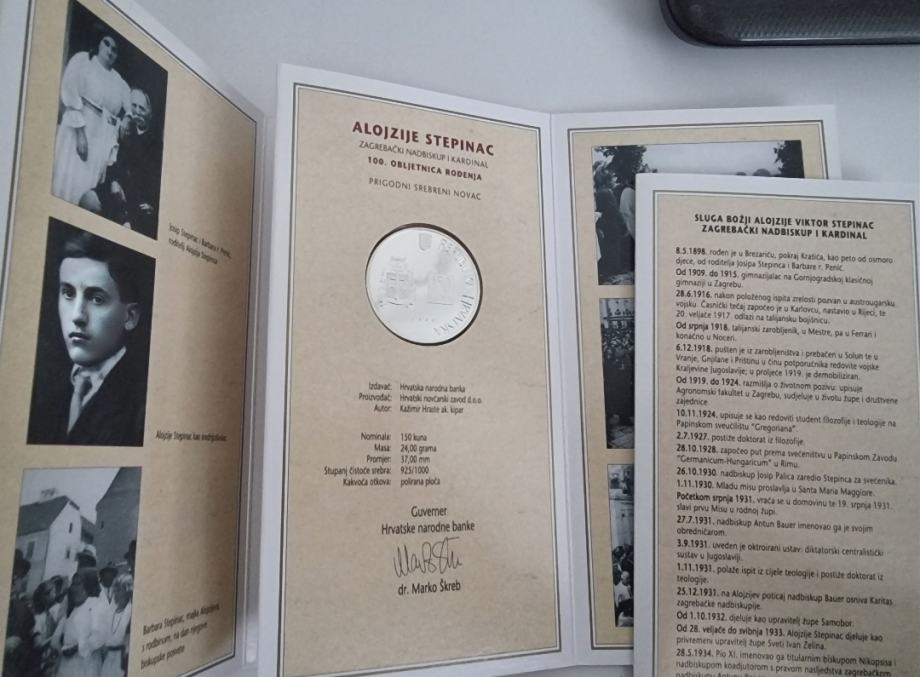 Josip Stepinac i Barbara r. Penić,
roditelji Alojzija Stepinca
Alojzije Stepinac kao srednjoškolac
Barbara Stepinac, majka Alojzijeva,
s rodbinom, na dan njegove
biskupske posvete
ALOJZIJE STEPINAC
ZAGREBAČKI NADBISKUP I KARDINAL
100. OBLJETNICA ROĐENJA
PRIGODNI SREBRENI NOVAC
REPUBLIKA HRVATSKA
Izdavač: Hrvatska narodna banka
Proizvođač: Hrvatski novčarski zavod d.o.o.
Autor: Kažimir Hraste ak. kipar
Nominala: 150 kuna
Masa: 24,00 grama
Promjer: 37,00 mm
Stupanj čistoće srebra: 925/1000
Kakvoća otkova: polirana ploča
Guverner
Hrvatske narodne banke
dr. Marko Škreb
SLUGA BOŽJI ALOJZIJE VIKTOR STEPINAC
ZAGREBAČKI NADBISKUP I KARDINAL
8.5.1898. rođen je u Brezariću, pokraj Krašića, kao peto od osmoro
djece, od roditelja Josipa Stepinca i Barbare r. Penić.
Od 1909. do 1915. gimnazijalac na Gornjogradskoj klasičnoj
gimnaziji u Zagrebu.
28.6.1916. nakon položenog ispita zrelosti pozvan u austrougarsku
vojsku. Časnički tečaj započeo je u Karlovcu, nastavio u Rijeci, te
20. veljače 1917. odlazi na talijansku bojišnicu.
Od srpnja 1918. talijanski zarobljenik, u Mestre, pa u Ferrari i
konačno u Noceri.
6.12.1918. pušten je iz zarobljeništva i prebačen u Solun te u
Vranje, Gnjilane i Prištinu u činu potporučnika redovite vojske
Kraljevine Jugoslavije; u proljeće 1919. je demobiliziran.
Od 1919. do 1924. razmišlja o životnom pozivu: upisuje
Agronomski fakultet u Zagrebu, sudjeluje u životu župe i društvene
zajednice.
10.11.1924. upisuje se kao redoviti student filozofije i teologije na
Papinskom sveučilištu "Gregoriana".
2.7.1927. postiže doktorat iz filozofije.
28.10.1928. započeo put prema svećeništvu u Papinskom Zavodu
"Germanicum-Hungaricum" u Rimu.
26.10.1930. nadbiskup Josip Palica zaredio Stepinca za svećenika.
1.11.1930. Mladu misu proslavlja u Santa Maria Maggiore.
Početkom srpnja 1931. vraća se u domovinu te 19. srpnja 1931.
slavi prvu Misu u rodnoj župi.
27.7.1931. nadbiskup Antun Bauer imenovao ga je svojim
obredničarom.
3.9.1931. uveden je oktroirani ustav: diktatorski centralistički
sustav u Jugoslaviji.
1.11.1931. polaže ispit iz cijele teologije i postiže doktorat iz
teologije.
25.12.1931. na Alojzijev poticaj nadbiskup Bauer osniva Karitas
zagrebačke nadbiskupije.
Od 1.10.1932. djeluje kao upravitelj župe Samobor.
Od 28. veljače do svibnja 1933. Alojzije Stepinac djeluje kao
privremeni upravitelj župe Sveti Ivan Zelina.
28.5.1934. Pio XI. imenovao ga titularnim biskupom Nikopsisa i
nadbiskupom koadjutorom s pravom nasljedstva zagrebačkom
nadbiskupu Antunu